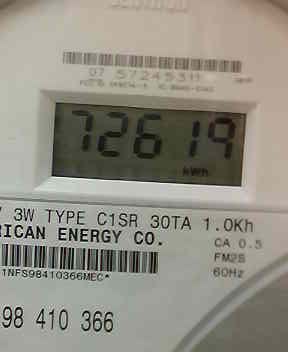 07 57245311
72619
kWh
3W TYPE C1SR 30TA 1.0Kh
RICAN ENERGY CO.
CA 0.5
FM2S
60Hz
1NFS98410366MEC*
98 410 366